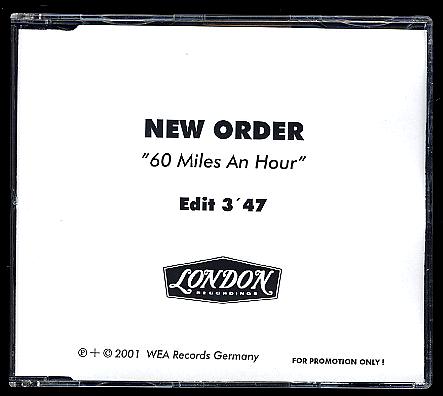 NEW ORDER
"60 Miles An Hour"
Edit 3´47
LONDON
RECORDINGS
℗ + © 2001 WEA Records Germany
FOR PROMOTION ONLY !